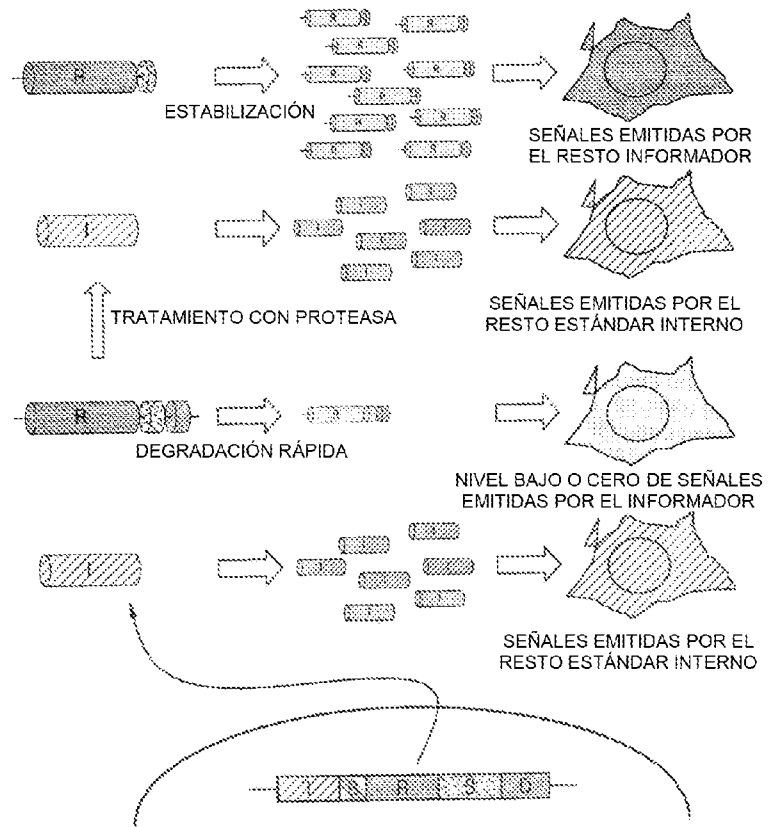 R
ESTABILIZACIÓN
SEÑALES EMITIDAS POR
EL RESTO INFORMADOR
I
TRATAMIENTO CON PROTEASA
SEÑALES EMITIDAS POR EL
RESTO ESTÁNDAR INTERNO
R
DEGRADACIÓN RÁPIDA
NIVEL BAJO O CERO DE SEÑALES
EMITIDAS POR EL INFORMADOR
I
SEÑALES EMITIDAS POR EL
RESTO ESTÁNDAR INTERNO
I R S D